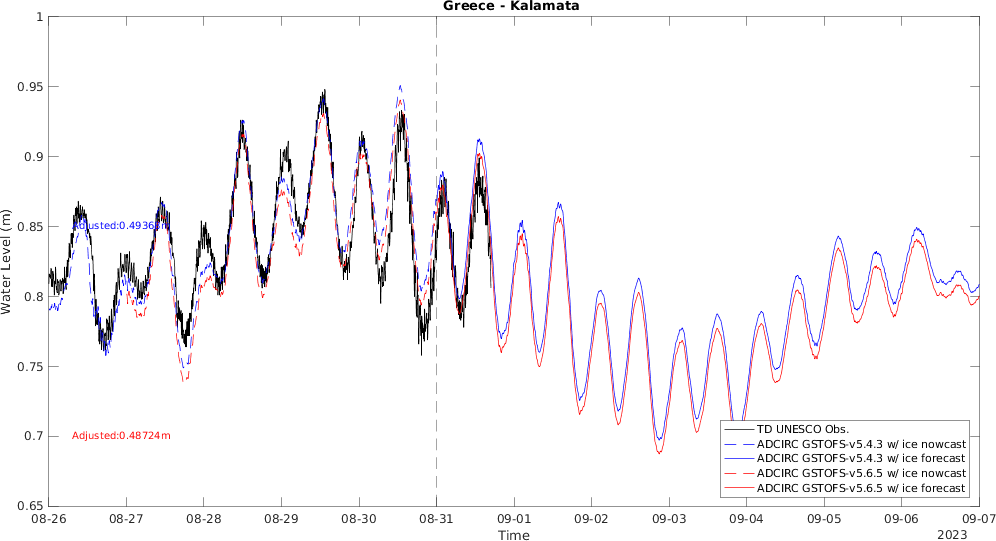 Greece - Kalamata
1
0.95
0.9
0.85
0.8
0.75
0.7
0.65
Water Level (m)
Adjusted:0.49365m
Adjusted:0.48724m
TD UNESCO Obs.
ADCIRC GSTOFS-v5.4.3 w/ ice nowcast
ADCIRC GSTOFS-v5.4.3 w/ ice forecast
ADCIRC GSTOFS-v5.6.5 w/ ice nowcast
ADCIRC GSTOFS-v5.6.5 w/ ice forecast
08-26 08-27 08-28 08-29 08-30 08-31 09-01 09-02 09-03 09-04 09-05 09-06 09-07
Time
2023